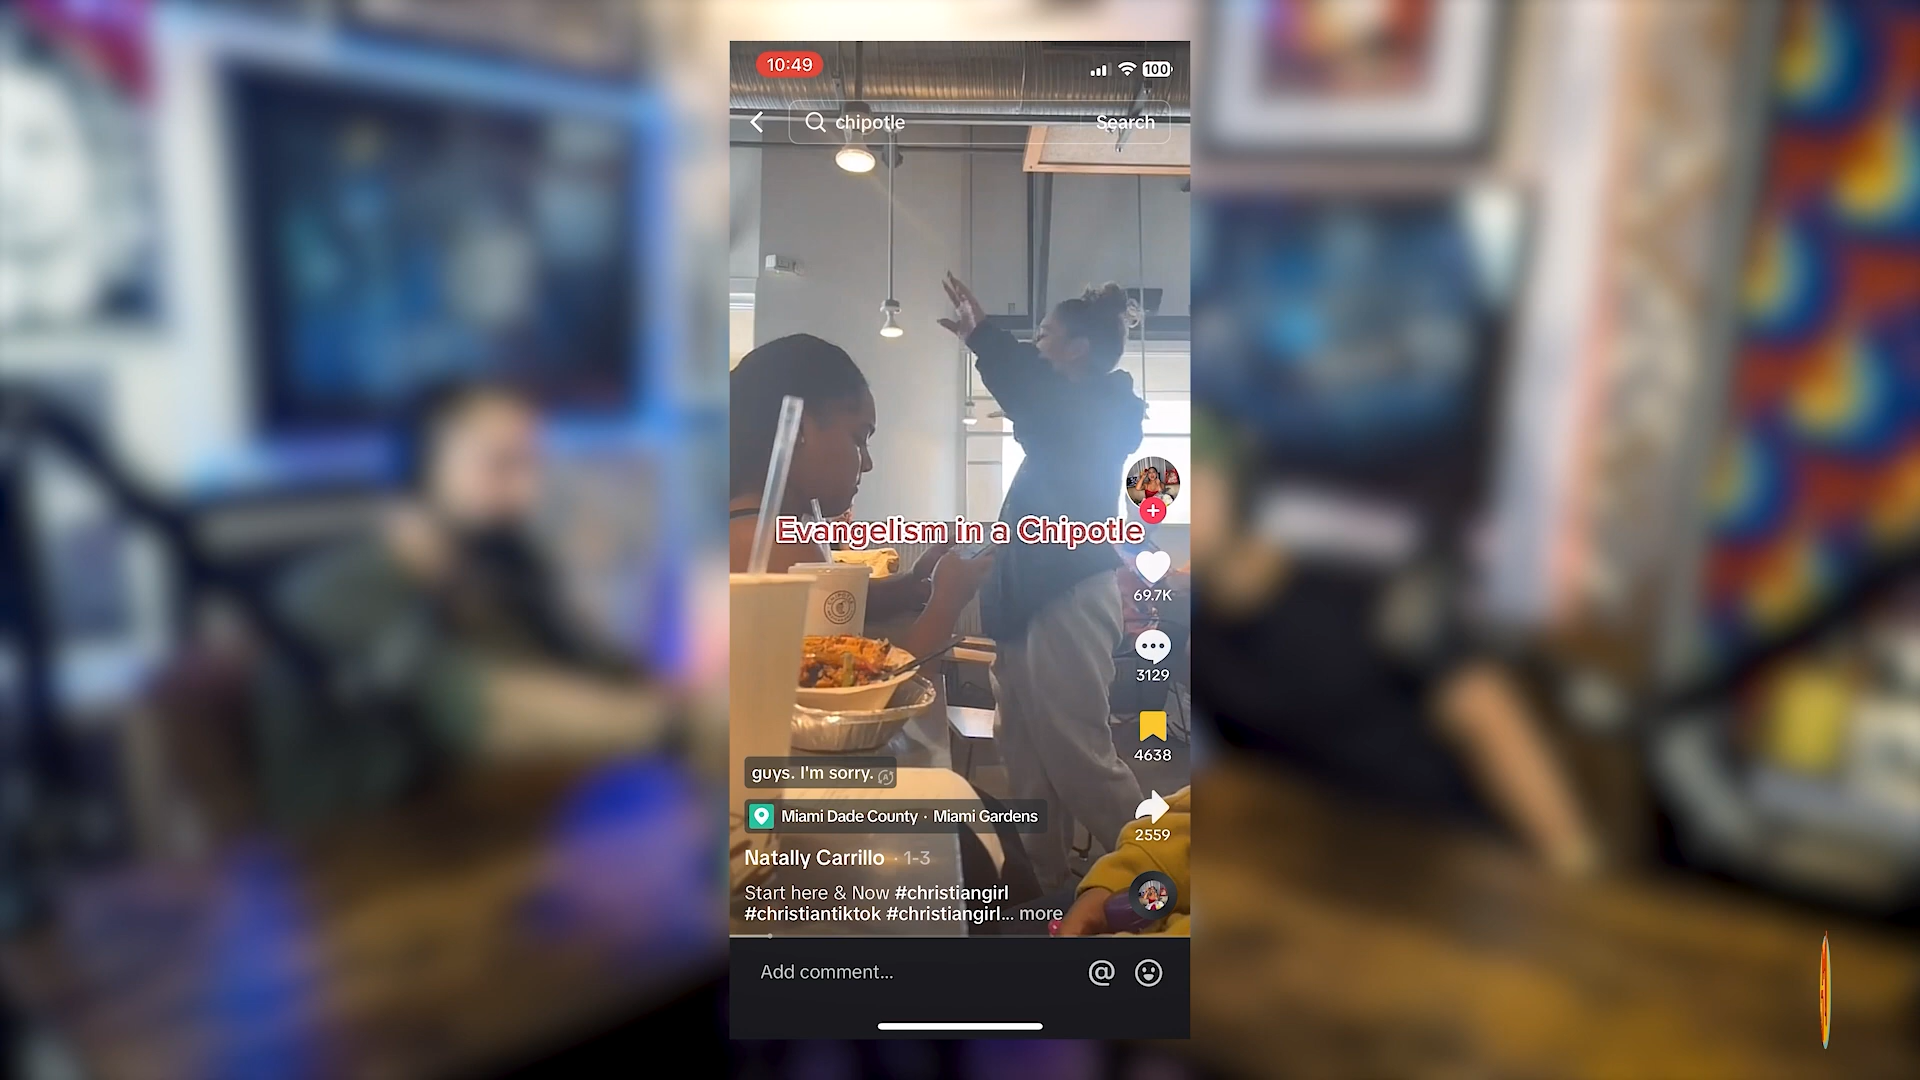 10:49
100
chipotle
Search
Evangelism in a Chipotle
69.7K
3129
4638
guys. I'm sorry.
Miami Dade County · Miami Gardens
2559
Natally Carrillo · 1-3
Start here & Now #christiangirl
#christiantiktok #christiangirl... more
Add comment...
@